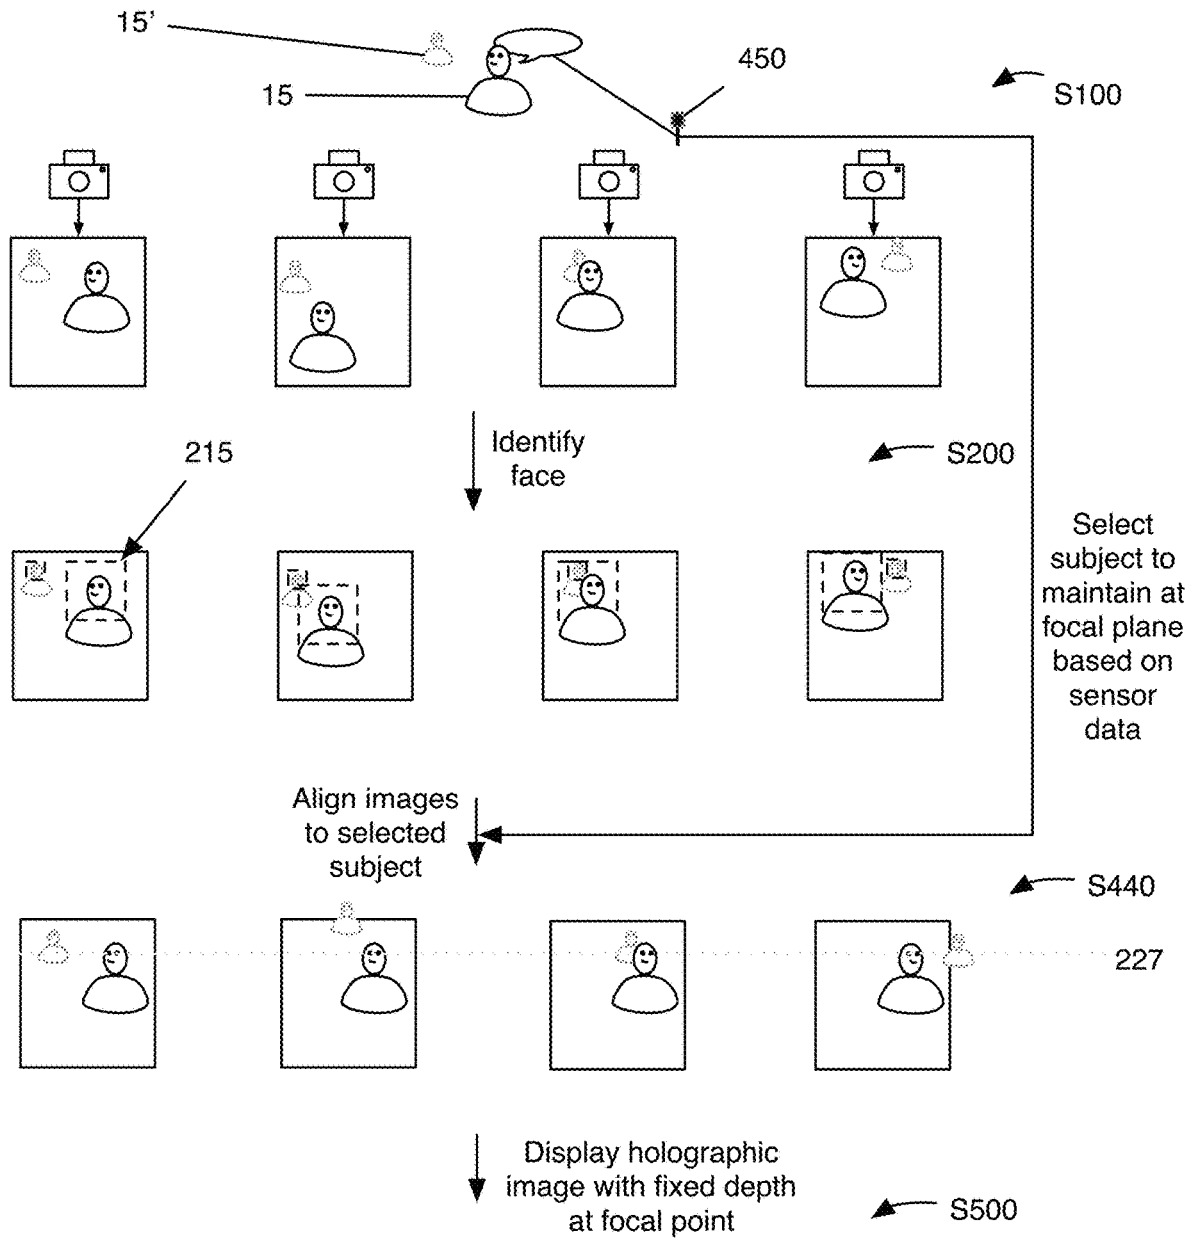 15'
450
15
S100
Identify
face
S200
215
Select
subject to
maintain at
focal plane
based on
sensor
data
Align images
to selected
subject
S440
227
Display holographic
image with fixed depth
at focal point
S500